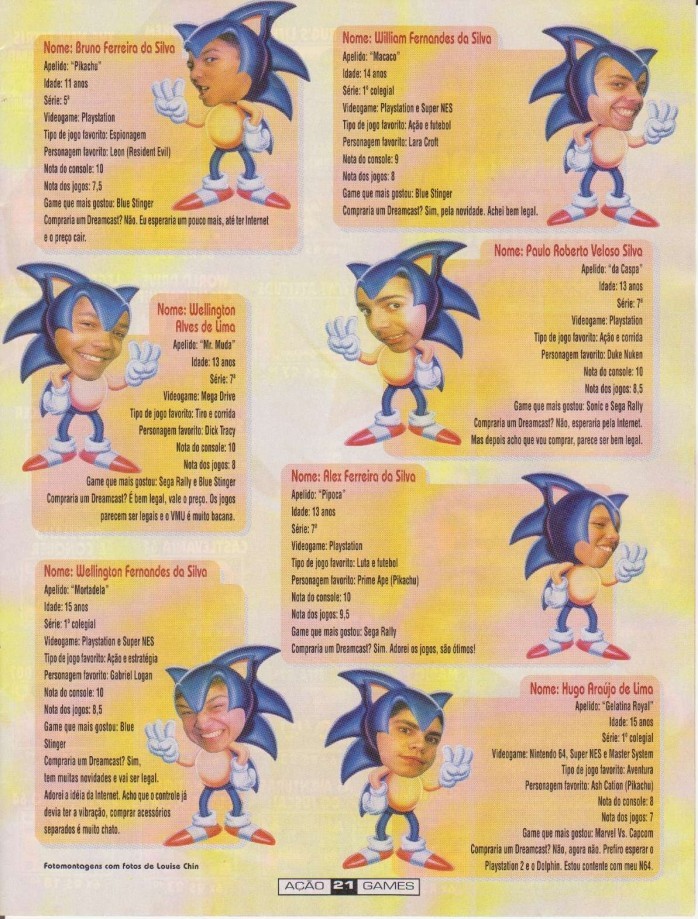 Nome: Bruno Ferreira da Silva
Apelido: "Pikachu"
Idade: 11 anos
Série: 5ª
Videogame: Playstation
Tipo de jogo favorito: Espionagem
Personagem favorito: Leon (Resident Evil)
Nota do console: 10
Nota dos jogos: 7,5
Game que mais gostou: Blue Stinger
Compraria um Dreamcast? Não. Eu esperaria um pouco mais, até ter Internet
e o preço cair.
Nome: William Fernandes da Silva
Apelido: "Macaco"
Idade: 14 anos
Série: 1º colegial
Videogame: Playstation e Super NES
Tipo de jogo favorito: Ação e futebol
Personagem favorito: Lara Croft
Nota do console: 9
Nota dos jogos: 8
Game que mais gostou: Blue Stinger
Compraria um Dreamcast? Sim, pela novidade. Achei bem legal.
Nome: Wellington
Alves de Lima
Apelido: "Mr. Muda"
Idade: 13 anos
Série: 7ª
Videogame: Mega Drive
Tipo de jogo favorito: Tiro e corrida
Personagem favorito: Dick Tracy
Nota do console: 10
Nota dos jogos: 8
Game que mais gostou: Sega Rally e Blue Stinger
Compraria um Dreamcast? É bem legal, vale o preço. Os jogos
parecem ser legais e o VMU é muito bacana.
Nome: Paulo Roberto Veloso Silva
Apelido: "da Caspa"
Idade: 13 anos
Série: 7ª
Videogame: Playstation
Tipo de jogo favorito: Ação e corrida
Personagem favorito: Duke Nuken
Nota do console: 10
Nota dos jogos: 8,5
Game que mais gostou: Sonic e Sega Rally
Compraria um Dreamcast? Não, esperaria pela Internet.
Mas depois acho que vou comprar, parece ser bem legal.
Nome: Alex Ferreira da Silva
Apelido: "Pipoca"
Idade: 13 anos
Série: 7ª
Videogame: Playstation
Tipo de jogo favorito: Luta e futebol
Personagem favorito: Prime Ape (Pikachu)
Nota do console: 10
Nota dos jogos: 9,5
Game que mais gostou: Sega Rally
Compraria um Dreamcast? Sim. Adorei os jogos, são ótimos!
Nome: Wellington Fernandes da Silva
Apelido: "Mortadela"
Idade: 15 anos
Série: 1º colegial
Videogame: Playstation e Super NES
Tipo de jogo favorito: Ação e estratégia
Personagem favorito: Gabriel Logan
Nota do console: 10
Nota dos jogos: 8,5
Game que mais gostou: Blue
Stinger
Compraria um Dreamcast? Sim,
tem muitas novidades e vai ser legal.
Adorei a idéia da Internet. Acho que o controle já
devia ter a vibração, comprar acessórios
separados é muito chato.
Nome: Hugo Araújo de Lima
Apelido: "Gelatina Royal"
Idade: 15 anos
Série: 1º colegial
Videogame: Nintendo 64, Super NES e Master System
Tipo de jogo favorito: Aventura
Personagem favorito: Ash Cation (Pikachu)
Nota do console: 8
Nota dos jogos: 7
Game que mais gostou: Marvel Vs. Capcom
Compraria um Dreamcast? Não, agora não. Prefiro esperar o
Playstation 2 e o Dolphin. Estou contente com meu N64.
Fotomontagens com fotos de Louise Chin
AÇÃO 21 GAMES